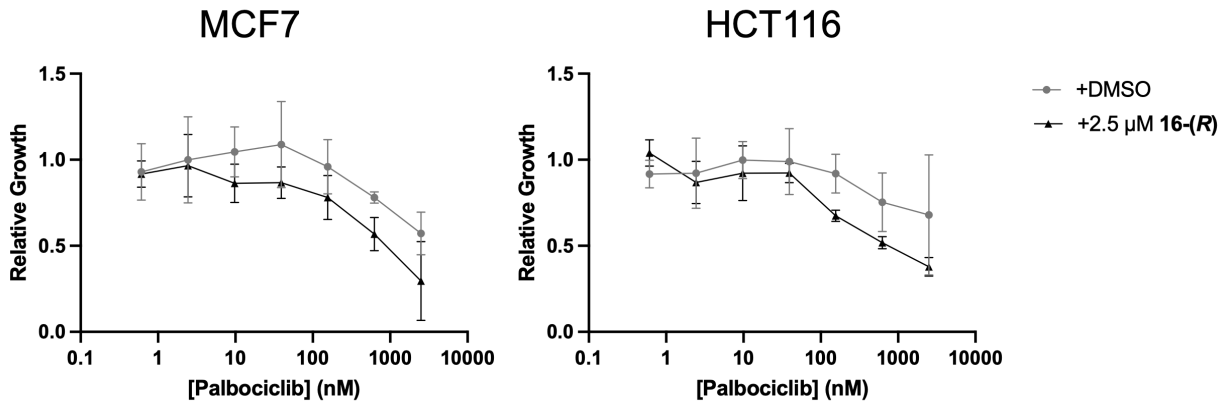 MCF7
Relative Growth
1.5
1.0
0.5
0.0
0.1 1 10 100 1000 10000
[Palbociclib] (nM)
HCT116
Relative Growth
1.5
1.0
0.5
0.0
0.1 1 10 100 1000 10000
[Palbociclib] (nM)
+DMSO
+2.5 µM 16-(R)